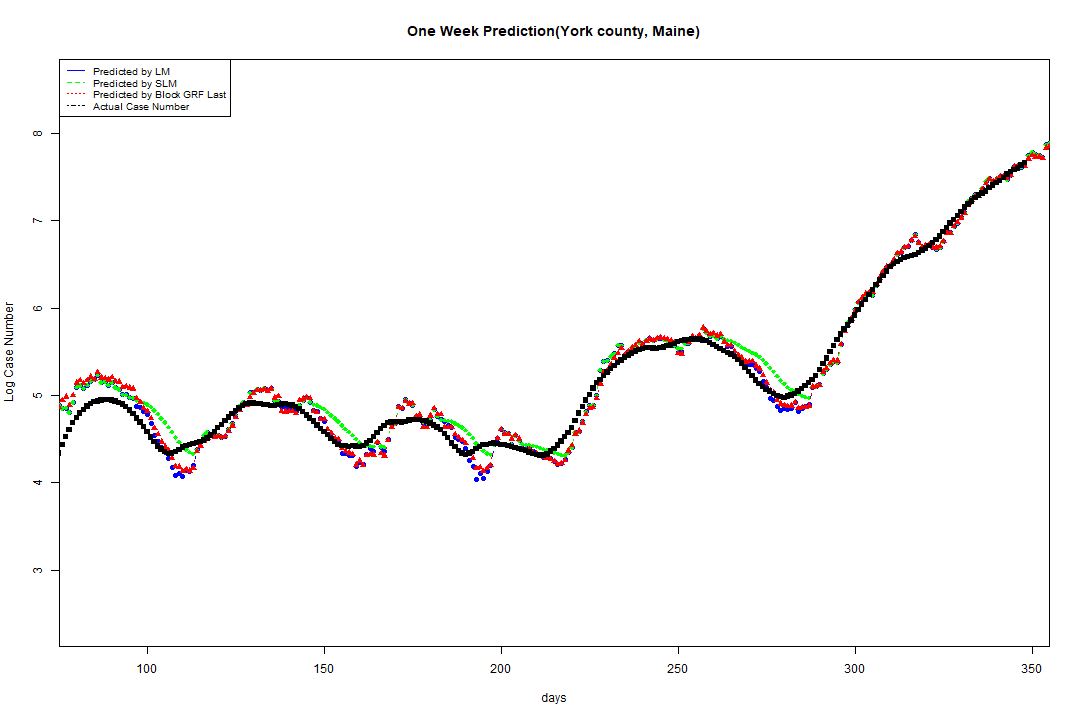 One Week Prediction(York county, Maine)
Predicted by LM
Predicted by SLM
Predicted by Block GRF Last
Actual Case Number
8
7
6
5
4
3
Log Case Number
100 150 200 250 300 350
days